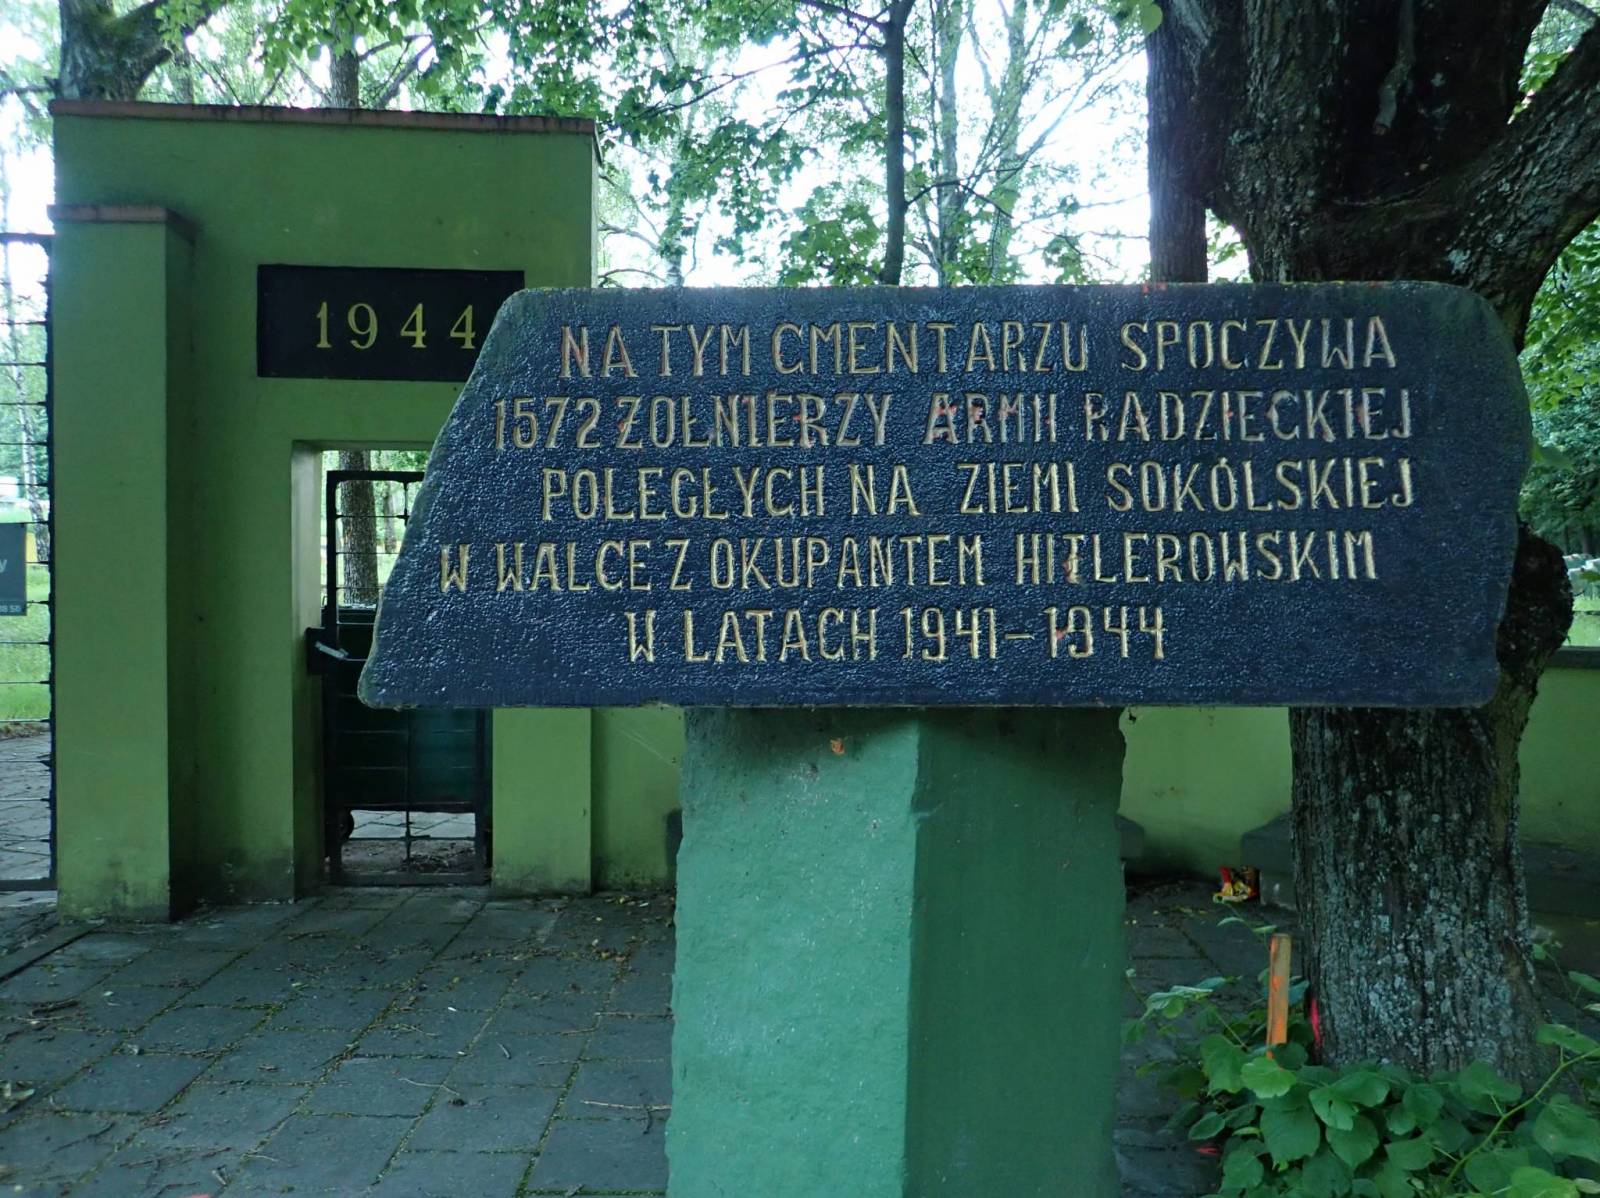 1944
NA TYM CMENTARZU SPOCZYWA
1572 ŻOŁNIERZY ARMII RADZIECKIEJ
POLEGŁYCH NA ZIEMI SOKÓLSKIEJ
W WALCE Z OKUPANTEM HITLEROWSKIM
W LATACH 1941-1944